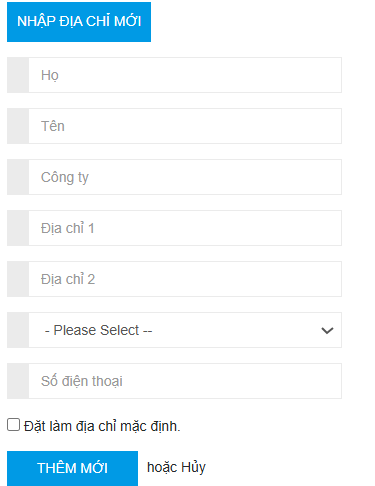 NHẬP ĐỊA CHỈ MỚI
Họ
Tên
Công ty
Địa chỉ 1
Địa chỉ 2
- Please Select --
Số điện thoại
Đặt làm địa chỉ mặc định.
THÊM MỚI hoặc Hủy